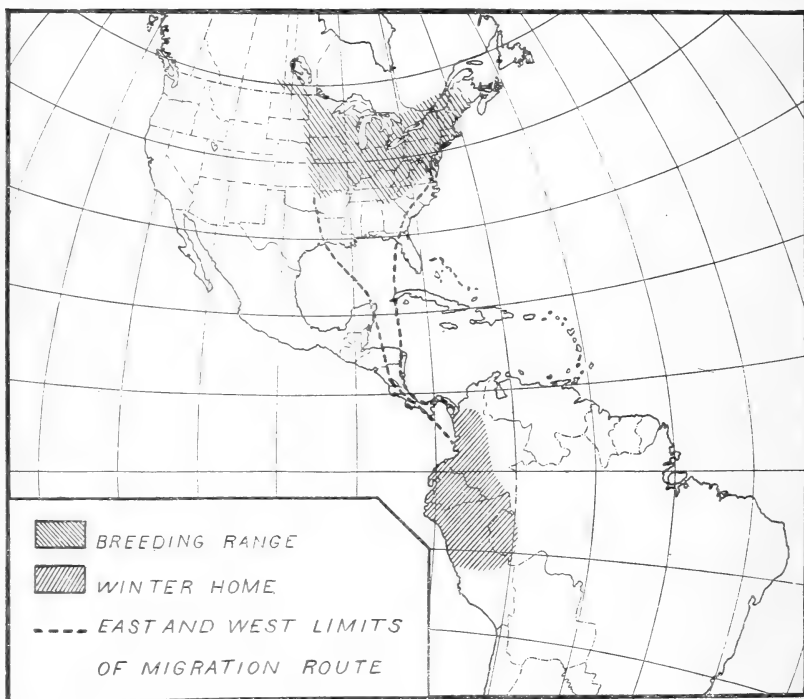 BREEDING RANGE
WINTER HOME
EAST AND WEST LIMITS
OF MIGRATION ROUTE